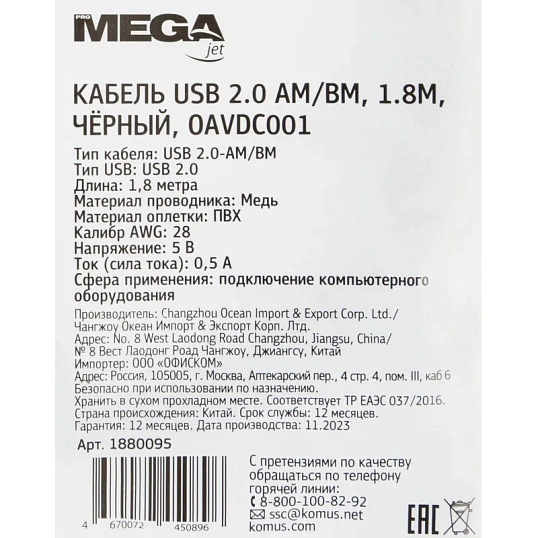 PRO
MEGA
jet
КАБЕЛЬ USB 2.0 AM/BM, 1.8М,
ЧЁРНЫЙ, OAVDC001
Тип кабеля: USB 2.0-AM/BM
Тип USB: USB 2.0
Длина: 1,8 метра
Материал проводника: Медь
Материал оплетки: ПВХ
Калибр AWG: 28
Напряжение: 5 В
Ток (сила тока): 0,5 А
Сфера применения: подключение компьютерного
оборудования
Производитель: Changzhou Ocean Import & Export Corp. Ltd./
Чангжоу Океан Импорт & Экспорт Корп. Лтд.
Адрес: No. 8 West Laodong Road Changzhou, Jiangsu, China/
№ 8 Вест Лаодонг Роад Чангжоу, Джиангсу, Китай
Импортер: ООО «ОФИСКОМ»
Адрес: Россия, 105005, г. Москва, Аптекарский пер., 4 стр. 4, пом. III, каб 6
Безопасно при использовании по назначению.
Хранить в сухом прохладном месте. Соответствует ТР ЕАЭС 037/2016.
Страна происхождения: Китай. Срок службы: 12 месяцев.
Гарантия: 12 месяцев. Дата производства: 11.2023
Арт. 1880095
4 670072 450896
С претензиями по качеству
обращаться по телефону
горячей линии:
8-800-100-82-92
ssc@komus.net
komus.com
EAC